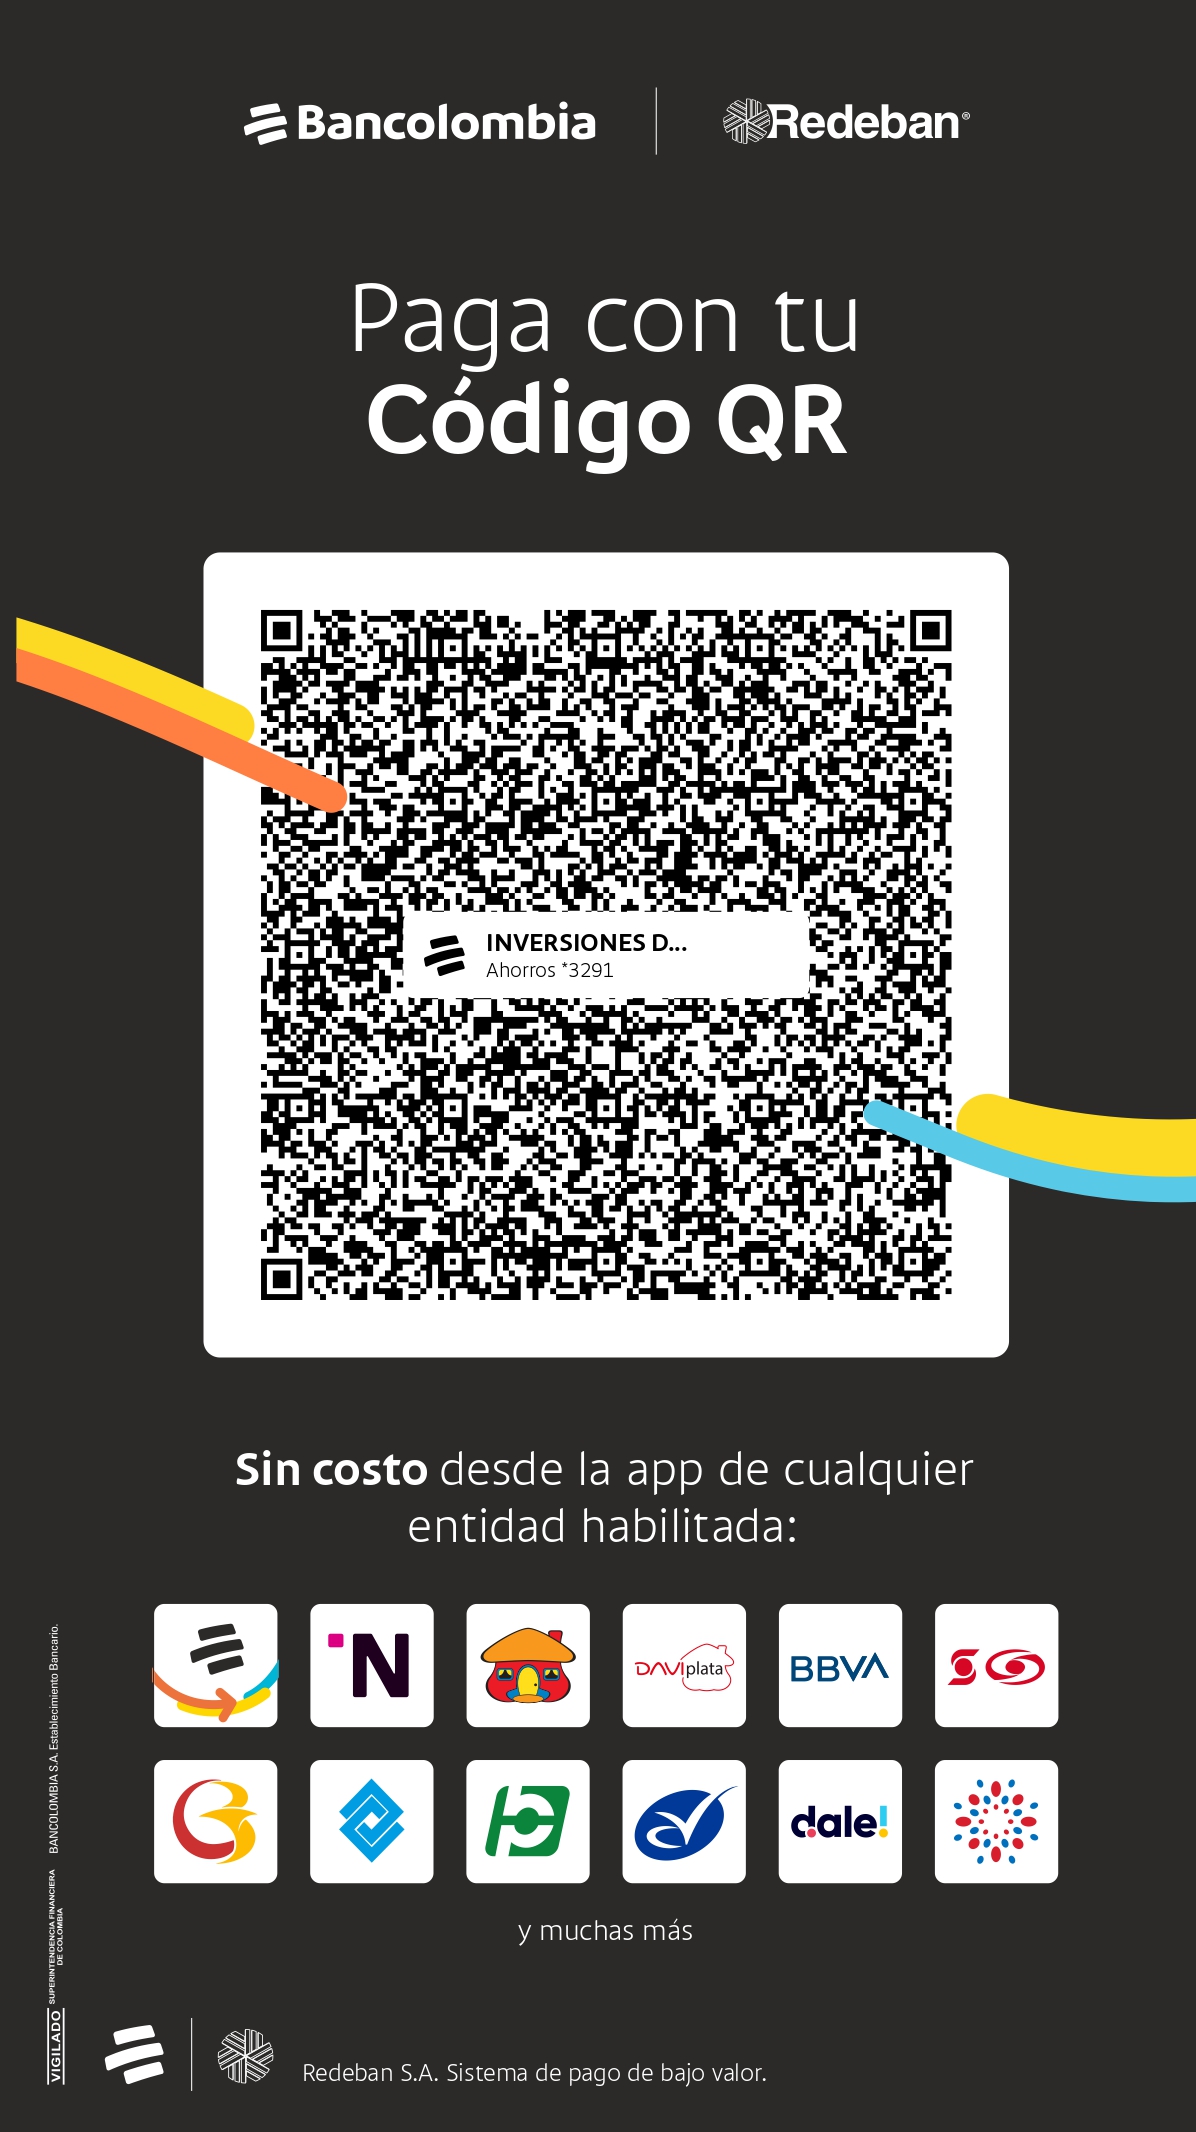 Bancolombia
Redeban®
Paga con tu
Código QR
INVERSIONES D...
Ahorros *3291
Sin costo desde la app de cualquier
entidad habilitada:
N
DAVIplata
BBVA
dale!
y muchas más
BANCOLOMBIA S.A. Establecimiento Bancario.
VIGILADO
SUPERINTENDENCIA FINANCIERA
DE COLOMBIA
Redeban S.A. Sistema de pago de bajo valor.